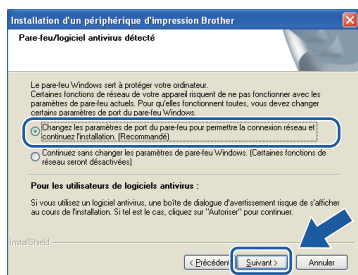 Installation d'un périphérique d'impression Brother
Pare-feu/logiciel antivirus détecté
Le pare-feu Windows sert à protéger votre ordinateur.
Certaines fonctions de réseau de votre appareil risquent de ne pas fonctionner avec les
paramètres de pare-feu actuels. Pour qu'elles fonctionnent toutes, vous devez changer
certains paramètres de port du pare-feu Windows.
Changez les paramètres de port du pare-feu pour permettre la connexion réseau et
continuez l'installation. (Recommandé)
Continuez sans changer les paramètres de pare-feu Windows. (Certaines fonctions de
réseau seront désactivées)
Pour les utilisateurs de logiciels antivirus :
Si vous utilisez un logiciel antivirus, une boîte de dialogue d'avertissement risque de s'afficher
au cours de l'installation. Si tel est le cas, cliquez sur "Autoriser" pour continuer.
InstallShield
< Précédent Suivant > Annuler